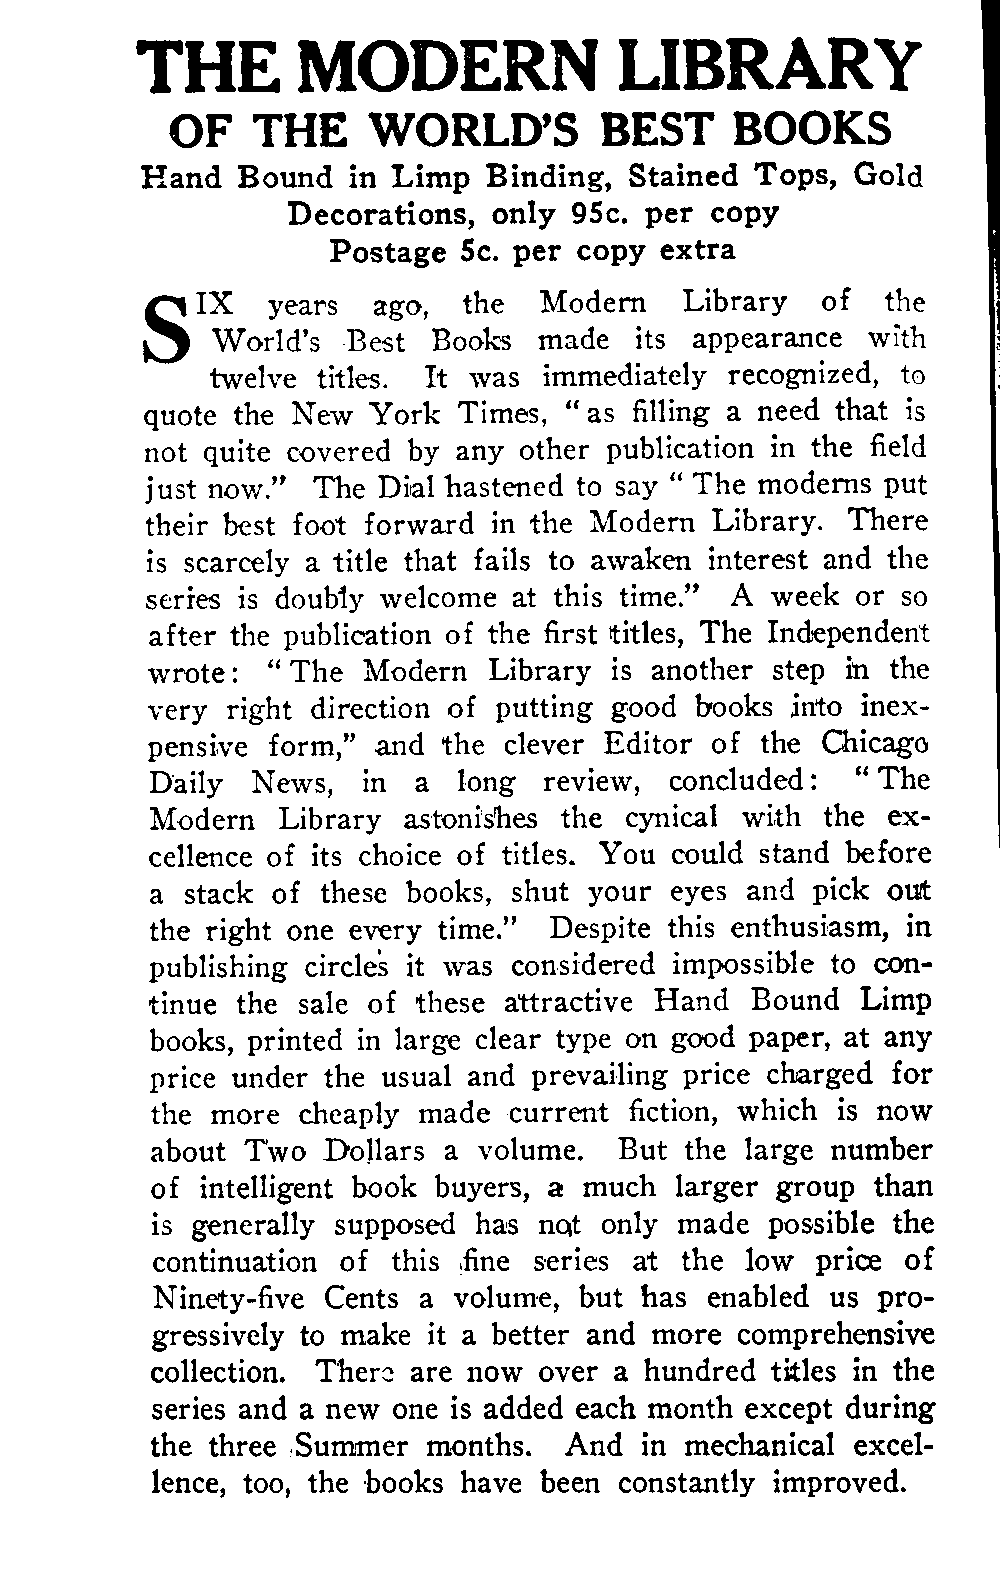 THE MODERN LIBRARY
OF THE WORLD'S BEST BOOKS
Hand Bound in Limp Binding, Stained Tops, Gold
Decorations, only 95c. per copy
Postage 5c. per copy extra
SIX years ago, the Modern Library of the
World's Best Books made its appearance with
twelve titles. It was immediately recognized, to
quote the New York Times, "as filling a need that is
not quite covered by any other publication in the field
just now." The Dial hastened to say "The moderns put
their best foot forward in the Modern Library. There
is scarcely a title that fails to awaken interest and the
series is doubly welcome at this time." A week or so
after the publication of the first titles, The Independent
wrote: "The Modern Library is another step in the
very right direction of putting good books into inex-
pensive form," and the clever Editor of the Chicago
Daily News, in a long review, concluded: "The
Modern Library astonishes the cynical with the ex-
cellence of its choice of titles. You could stand before
a stack of these books, shut your eyes and pick out
the right one every time." Despite this enthusiasm, in
publishing circles it was considered impossible to con-
tinue the sale of these attractive Hand Bound Limp
books, printed in large clear type on good paper, at any
price under the usual and prevailing price charged for
the more cheaply made current fiction, which is now
about Two Dollars a volume. But the large number
of intelligent book buyers, a much larger group than
is generally supposed has not only made possible the
continuation of this fine series at the low price of
Ninety-five Cents a volume, but has enabled us pro-
gressively to make it a better and more comprehensive
collection. There are now over a hundred titles in the
series and a new one is added each month except during
the three Summer months. And in mechanical excel-
lence, too, the books have been constantly improved.